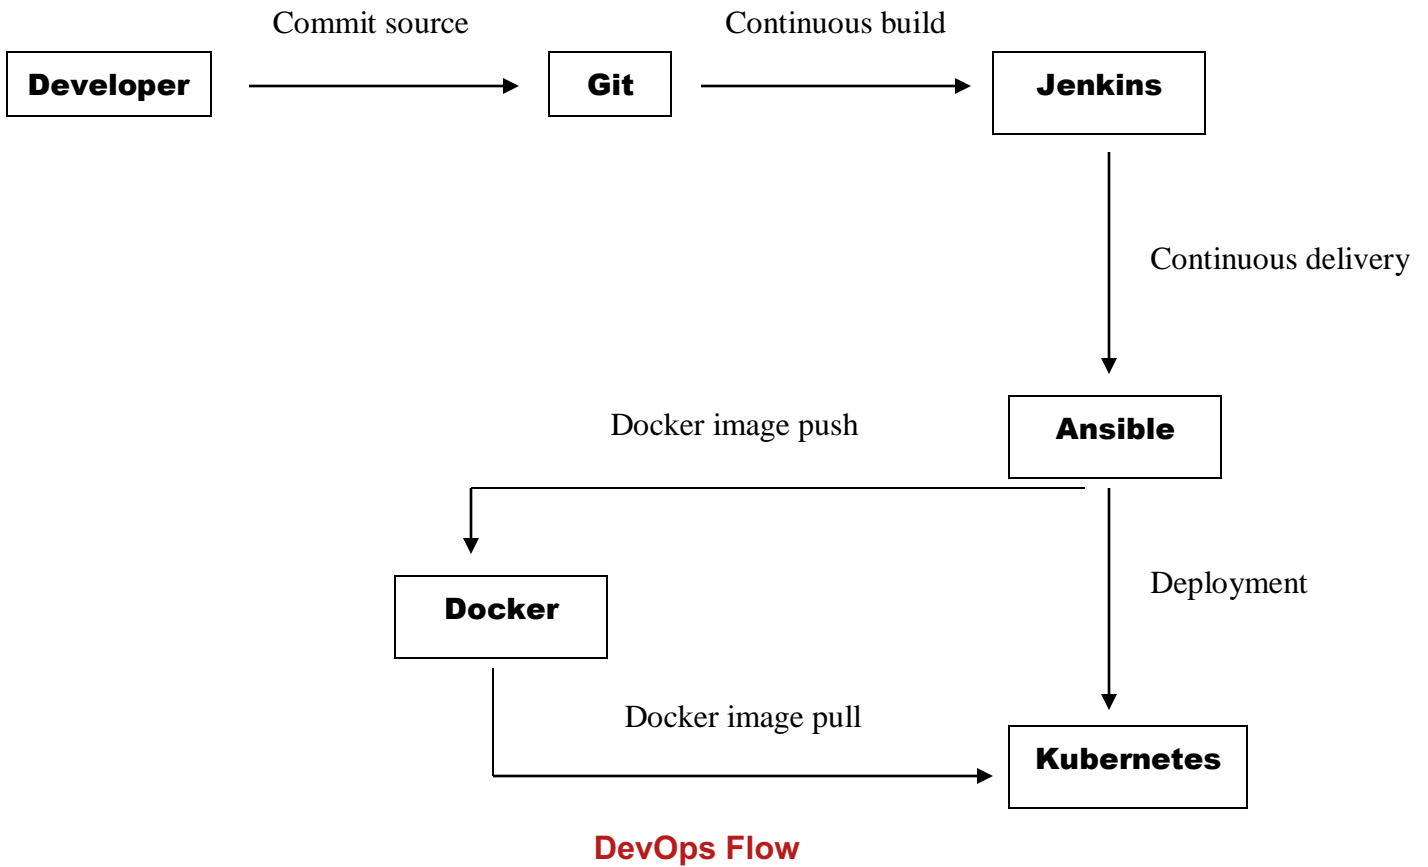 Commit source
Continuous build
Developer
Git
Jenkins
Continuous delivery
Docker image push
Ansible
Docker
Deployment
Docker image pull
Kubernetes
DevOps Flow